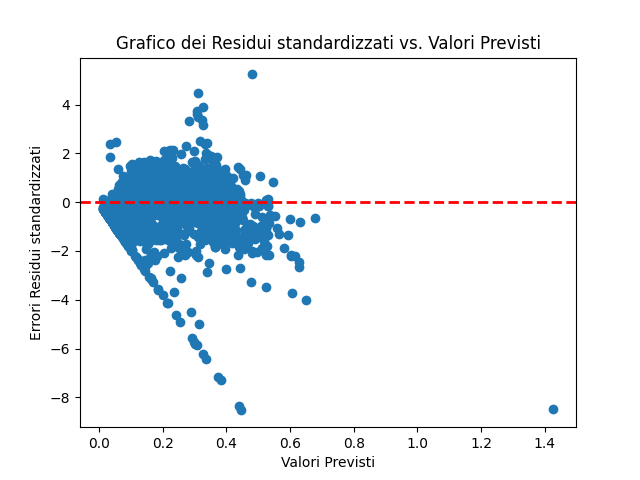 Grafico dei Residui standardizzati vs. Valori Previsti
Errori Residui standardizzati
4
2
0
−2
−4
−6
−8
0.0 0.2 0.4 0.6 0.8 1.0 1.2 1.4
Valori Previsti